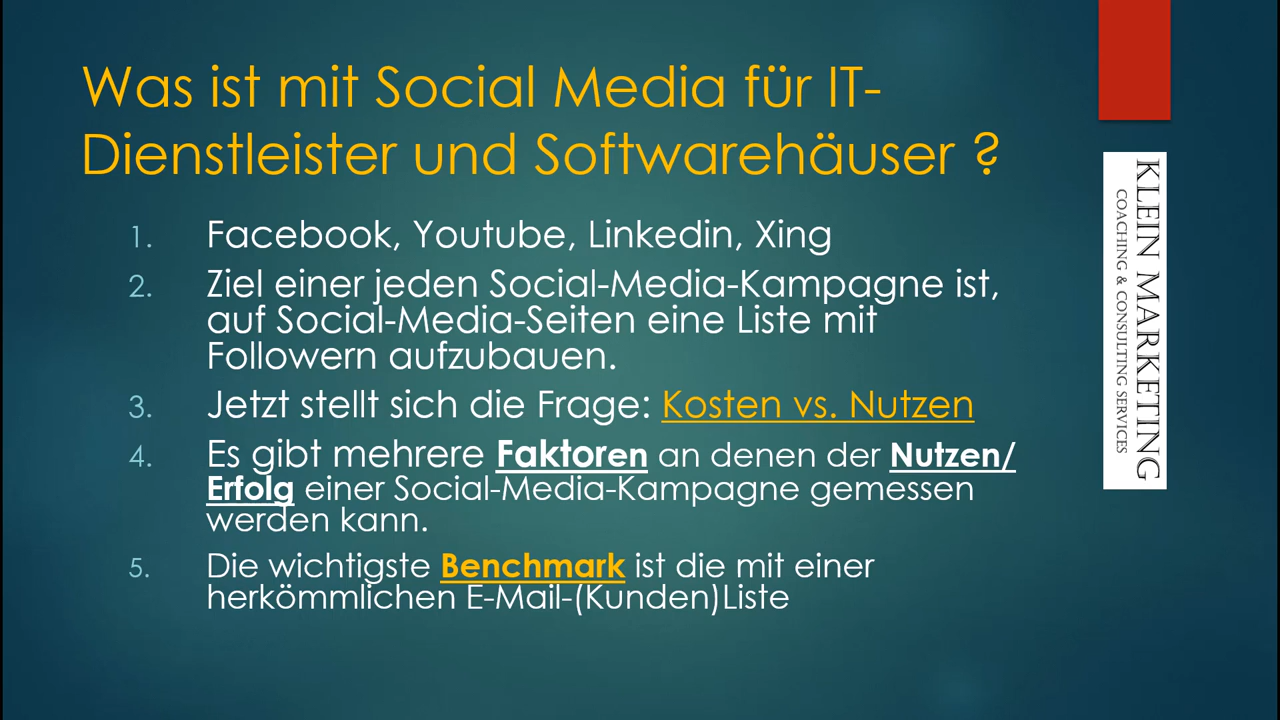 Was ist mit Social Media für IT-
Dienstleister und Softwarehäuser ?
1. Facebook, Youtube, Linkedin, Xing
2. Ziel einer jeden Social-Media-Kampagne ist,
auf Social-Media-Seiten eine Liste mit
Followern aufzubauen.
3. Jetzt stellt sich die Frage: Kosten vs. Nutzen
4. Es gibt mehrere Faktoren an denen der Nutzen/
Erfolg einer Social-Media-Kampagne gemessen
werden kann.
5. Die wichtigste Benchmark ist die mit einer
herkömmlichen E-Mail-(Kunden)Liste
KLEIN MARKETING
COACHING & CONSULTING SERVICES